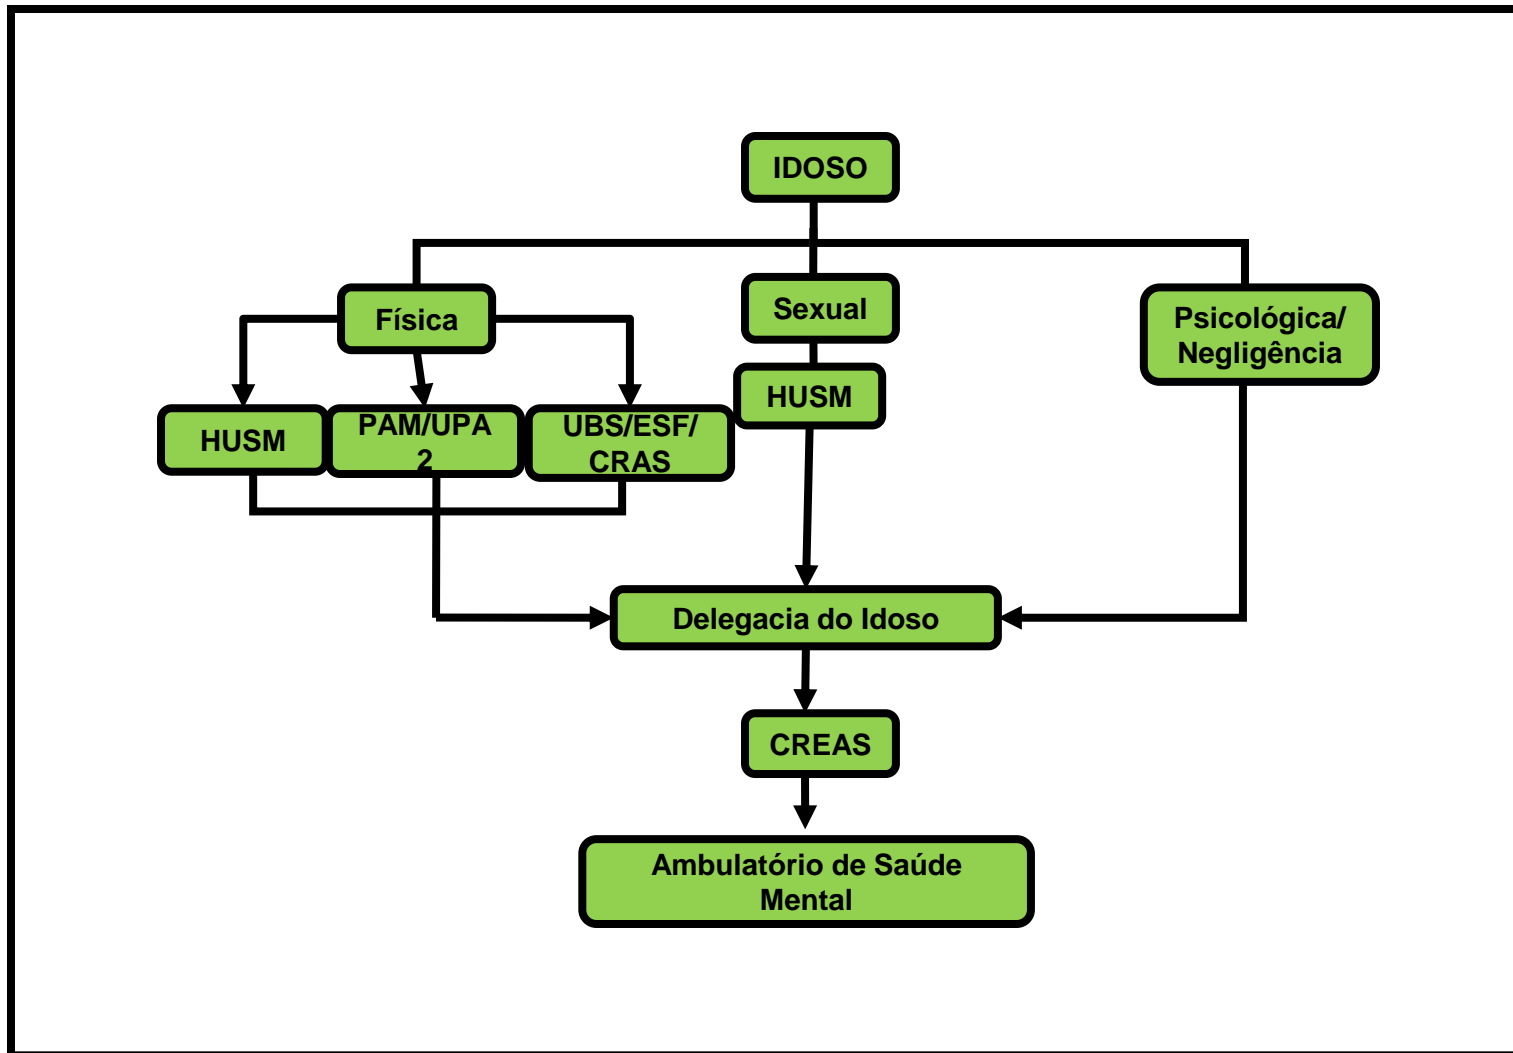 IDOSO
Física
Sexual
Psicológica/
Negligência
HUSM
PAM/UPA
2
UBS/ESF/
CRAS
HUSM
Delegacia do Idoso
CREAS
Ambulatório de Saúde
Mental